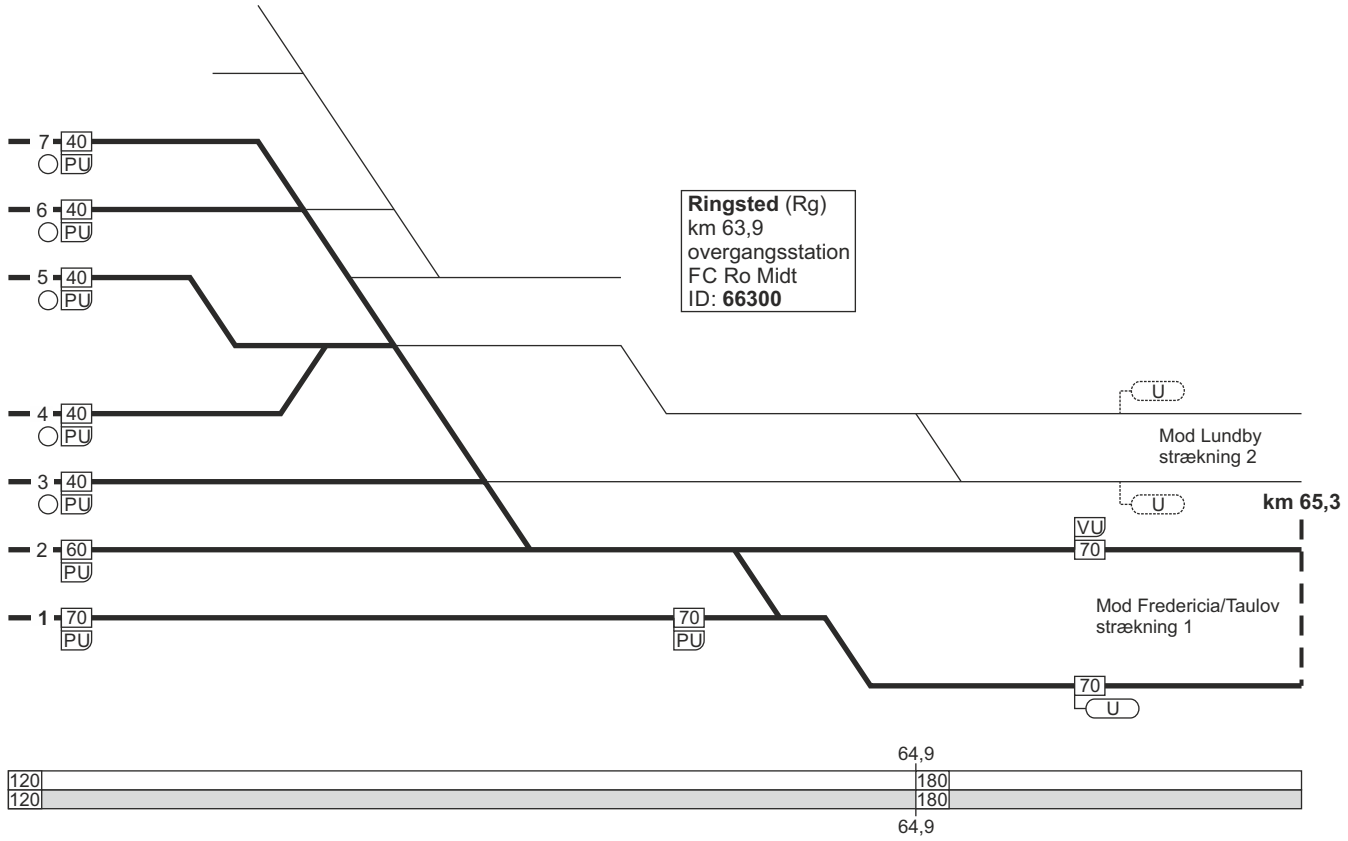 7 40
PU
6 40
PU
Ringsted (Rg)
km 63,9
overgangsstation
FC Ro Midt
ID: 66300
5 40
PU
U
4 40
PU
Mod Lundby
strækning 2
3 40
PU
U
km 65,3
VU
2 60
70
PU
Mod Fredericia/Taulov
strækning 1
1 70
70
PU
PU
70
U
64,9
120
180
120
180
64,9